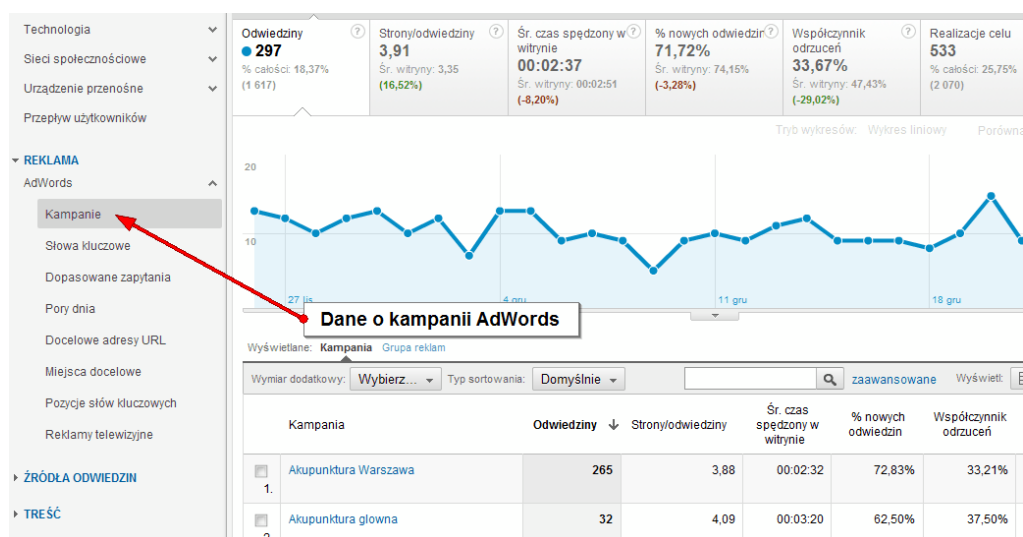 Technologia
Sieci społecznościowe
Urządzenie przenośne
Przepływ użytkowników
REKLAMA
AdWords
Kampanie
Słowa kluczowe
Dopasowane zapytania
Pory dnia
Docelowe adresy URL
Miejsca docelowe
Pozycje słów kluczowych
Reklamy telewizyjne
ŹRÓDŁA ODWIEDZIN
TREŚĆ
Odwiedziny ?
297
% całości: 18,37%
(1 617)
Strony/odwiedziny ?
3,91
Śr. witryny: 3,35
(16,52%)
Śr. czas spędzony w ?
witrynie
00:02:37
Śr. witryny: 00:02:51
(-8,20%)
% nowych odwiedzin ?
71,72%
Śr. witryny: 74,15%
(-3,28%)
Współczynnik ?
odrzuceń
33,67%
Śr. witryny: 47,43%
(-29,02%)
Realizacje celu
533
% całości: 25,75%
(2 070)
Tryb wykresów: Wykres liniowy Porówna
20
10
27 lis 4 gru 11 gru 18 gru
Dane o kampanii AdWords
Wyświetlane: Kampania Grupa reklam
Wymiar dodatkowy: Wybierz... Typ sortowania: Domyślnie zaawansowane Wyświetl:
Kampania Odwiedziny Strony/odwiedziny Śr. czas spędzony w witrynie % nowych odwiedzin Współczynnik odrzuceń
1. Akupunktura Warszawa 265 3,88 00:02:32 72,83% 33,21%
2. Akupunktura glowna 32 4,09 00:03:20 62,50% 37,50%